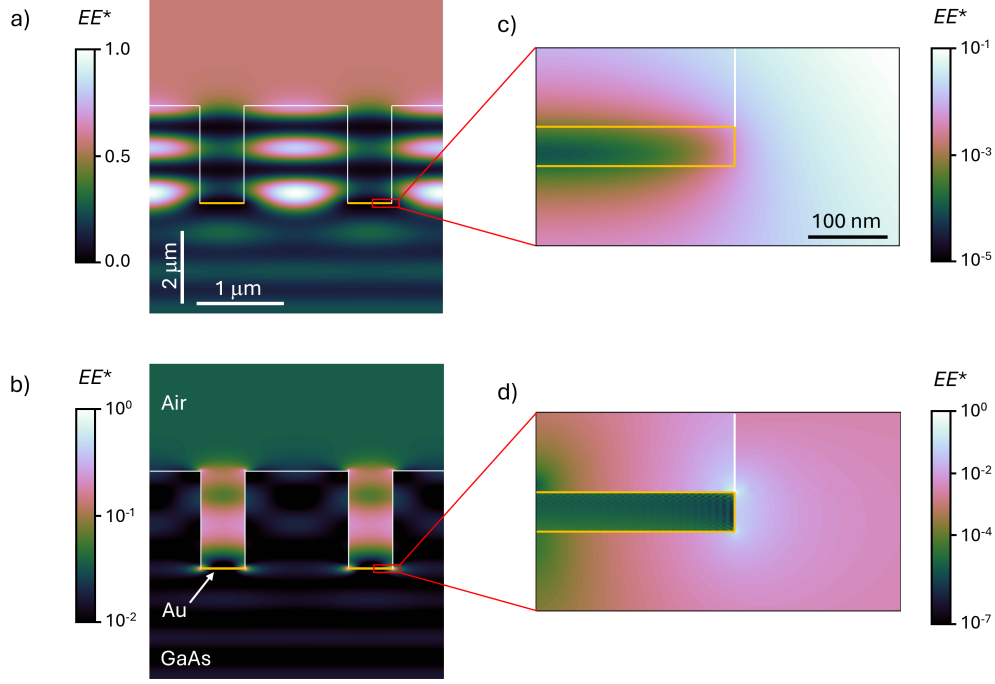 a)
EE*
1.0
0.5
0.0
2 μm
1 μm
c)
100 nm
EE*
10-1
10-3
10-5
b)
EE*
100
10-1
10-2
Air
Au
GaAs
d)
EE*
100
10-2
10-4
10-7